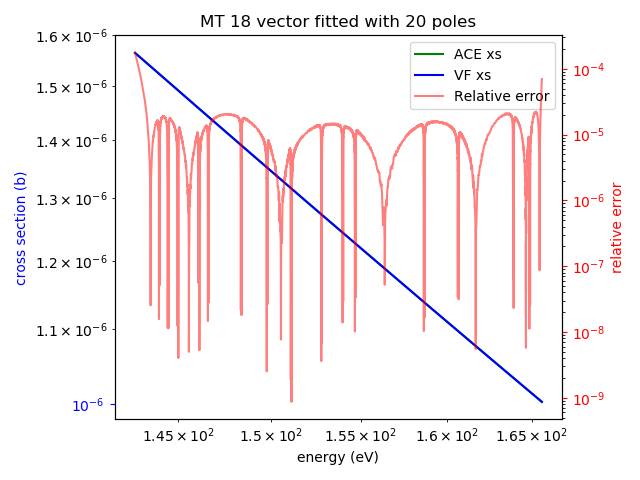 MT 18 vector fitted with 20 poles
ACE xs
VF xs
Relative error
1.6 × 10⁻⁶
1.5 × 10⁻⁶
1.4 × 10⁻⁶
1.3 × 10⁻⁶
1.2 × 10⁻⁶
1.1 × 10⁻⁶
10⁻⁶
cross section (b)
10⁻⁴
10⁻⁵
10⁻⁶
10⁻⁷
10⁻⁸
10⁻⁹
relative error
1.45 × 10² 1.5 × 10² 1.55 × 10² 1.6 × 10² 1.65 × 10²
energy (eV)